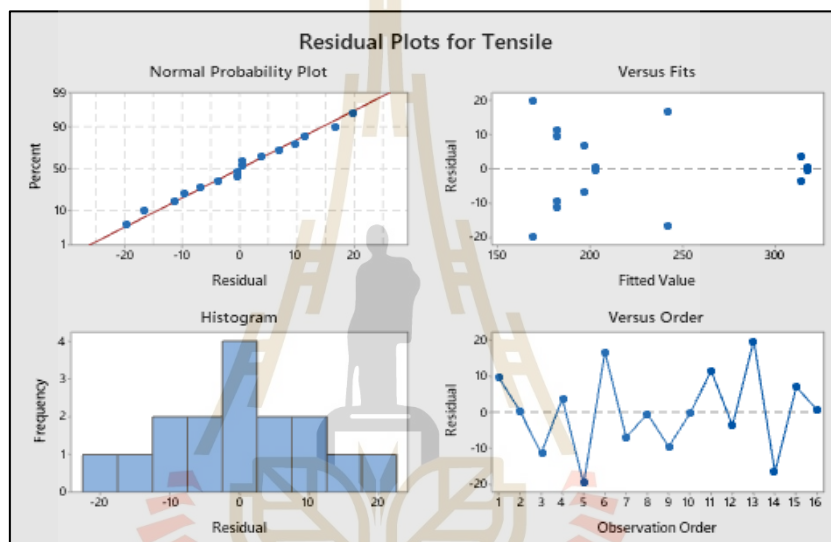 Residual Plots for Tensile
Normal Probability Plot
Versus Fits
99
90
50
10
1
Percent
-20
-10
0
10
20
Residual
20
10
0
-10
-20
Residual
150
200
250
300
Fitted Value
Histogram
Versus Order
4
3
2
1
0
Frequency
-20
-10
0
10
20
Residual
20
10
0
-10
-20
Residual
1 2 3 4 5 6 7 8 9 10 11 12 13 14 15 16
Observation Order